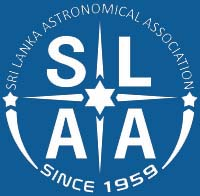 SRI LANKA ASTRONOMICAL ASSOCIATION
S L
A A
SINCE 1959